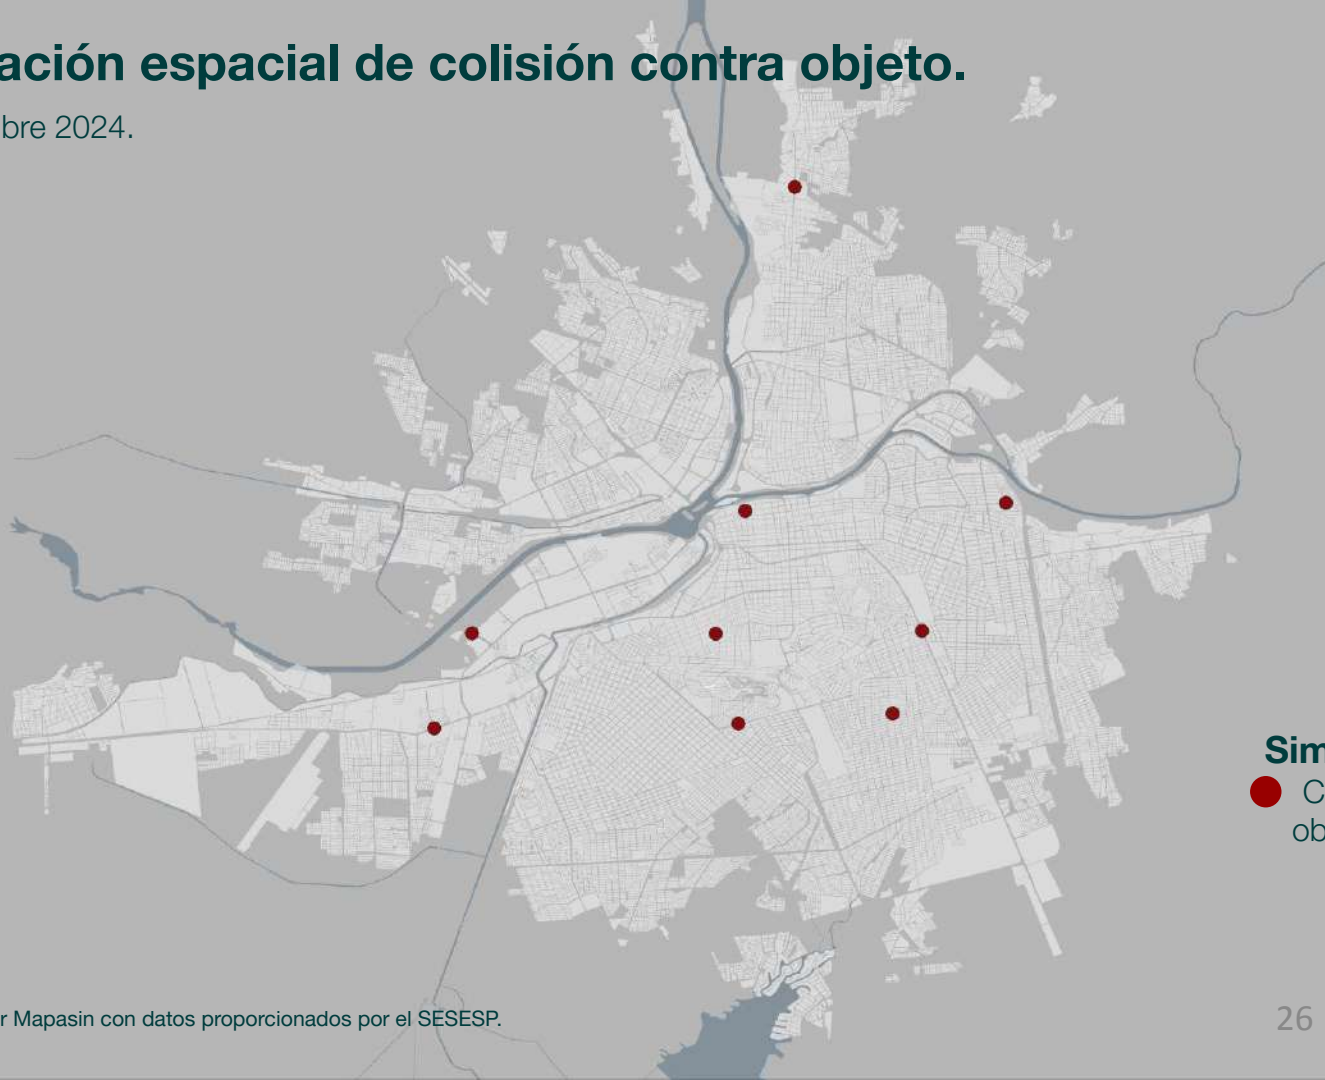 ación espacial de colisión contra objeto.
bre 2024.
Sim
C
ob
r Mapasin con datos proporcionados por el SESESP.
26